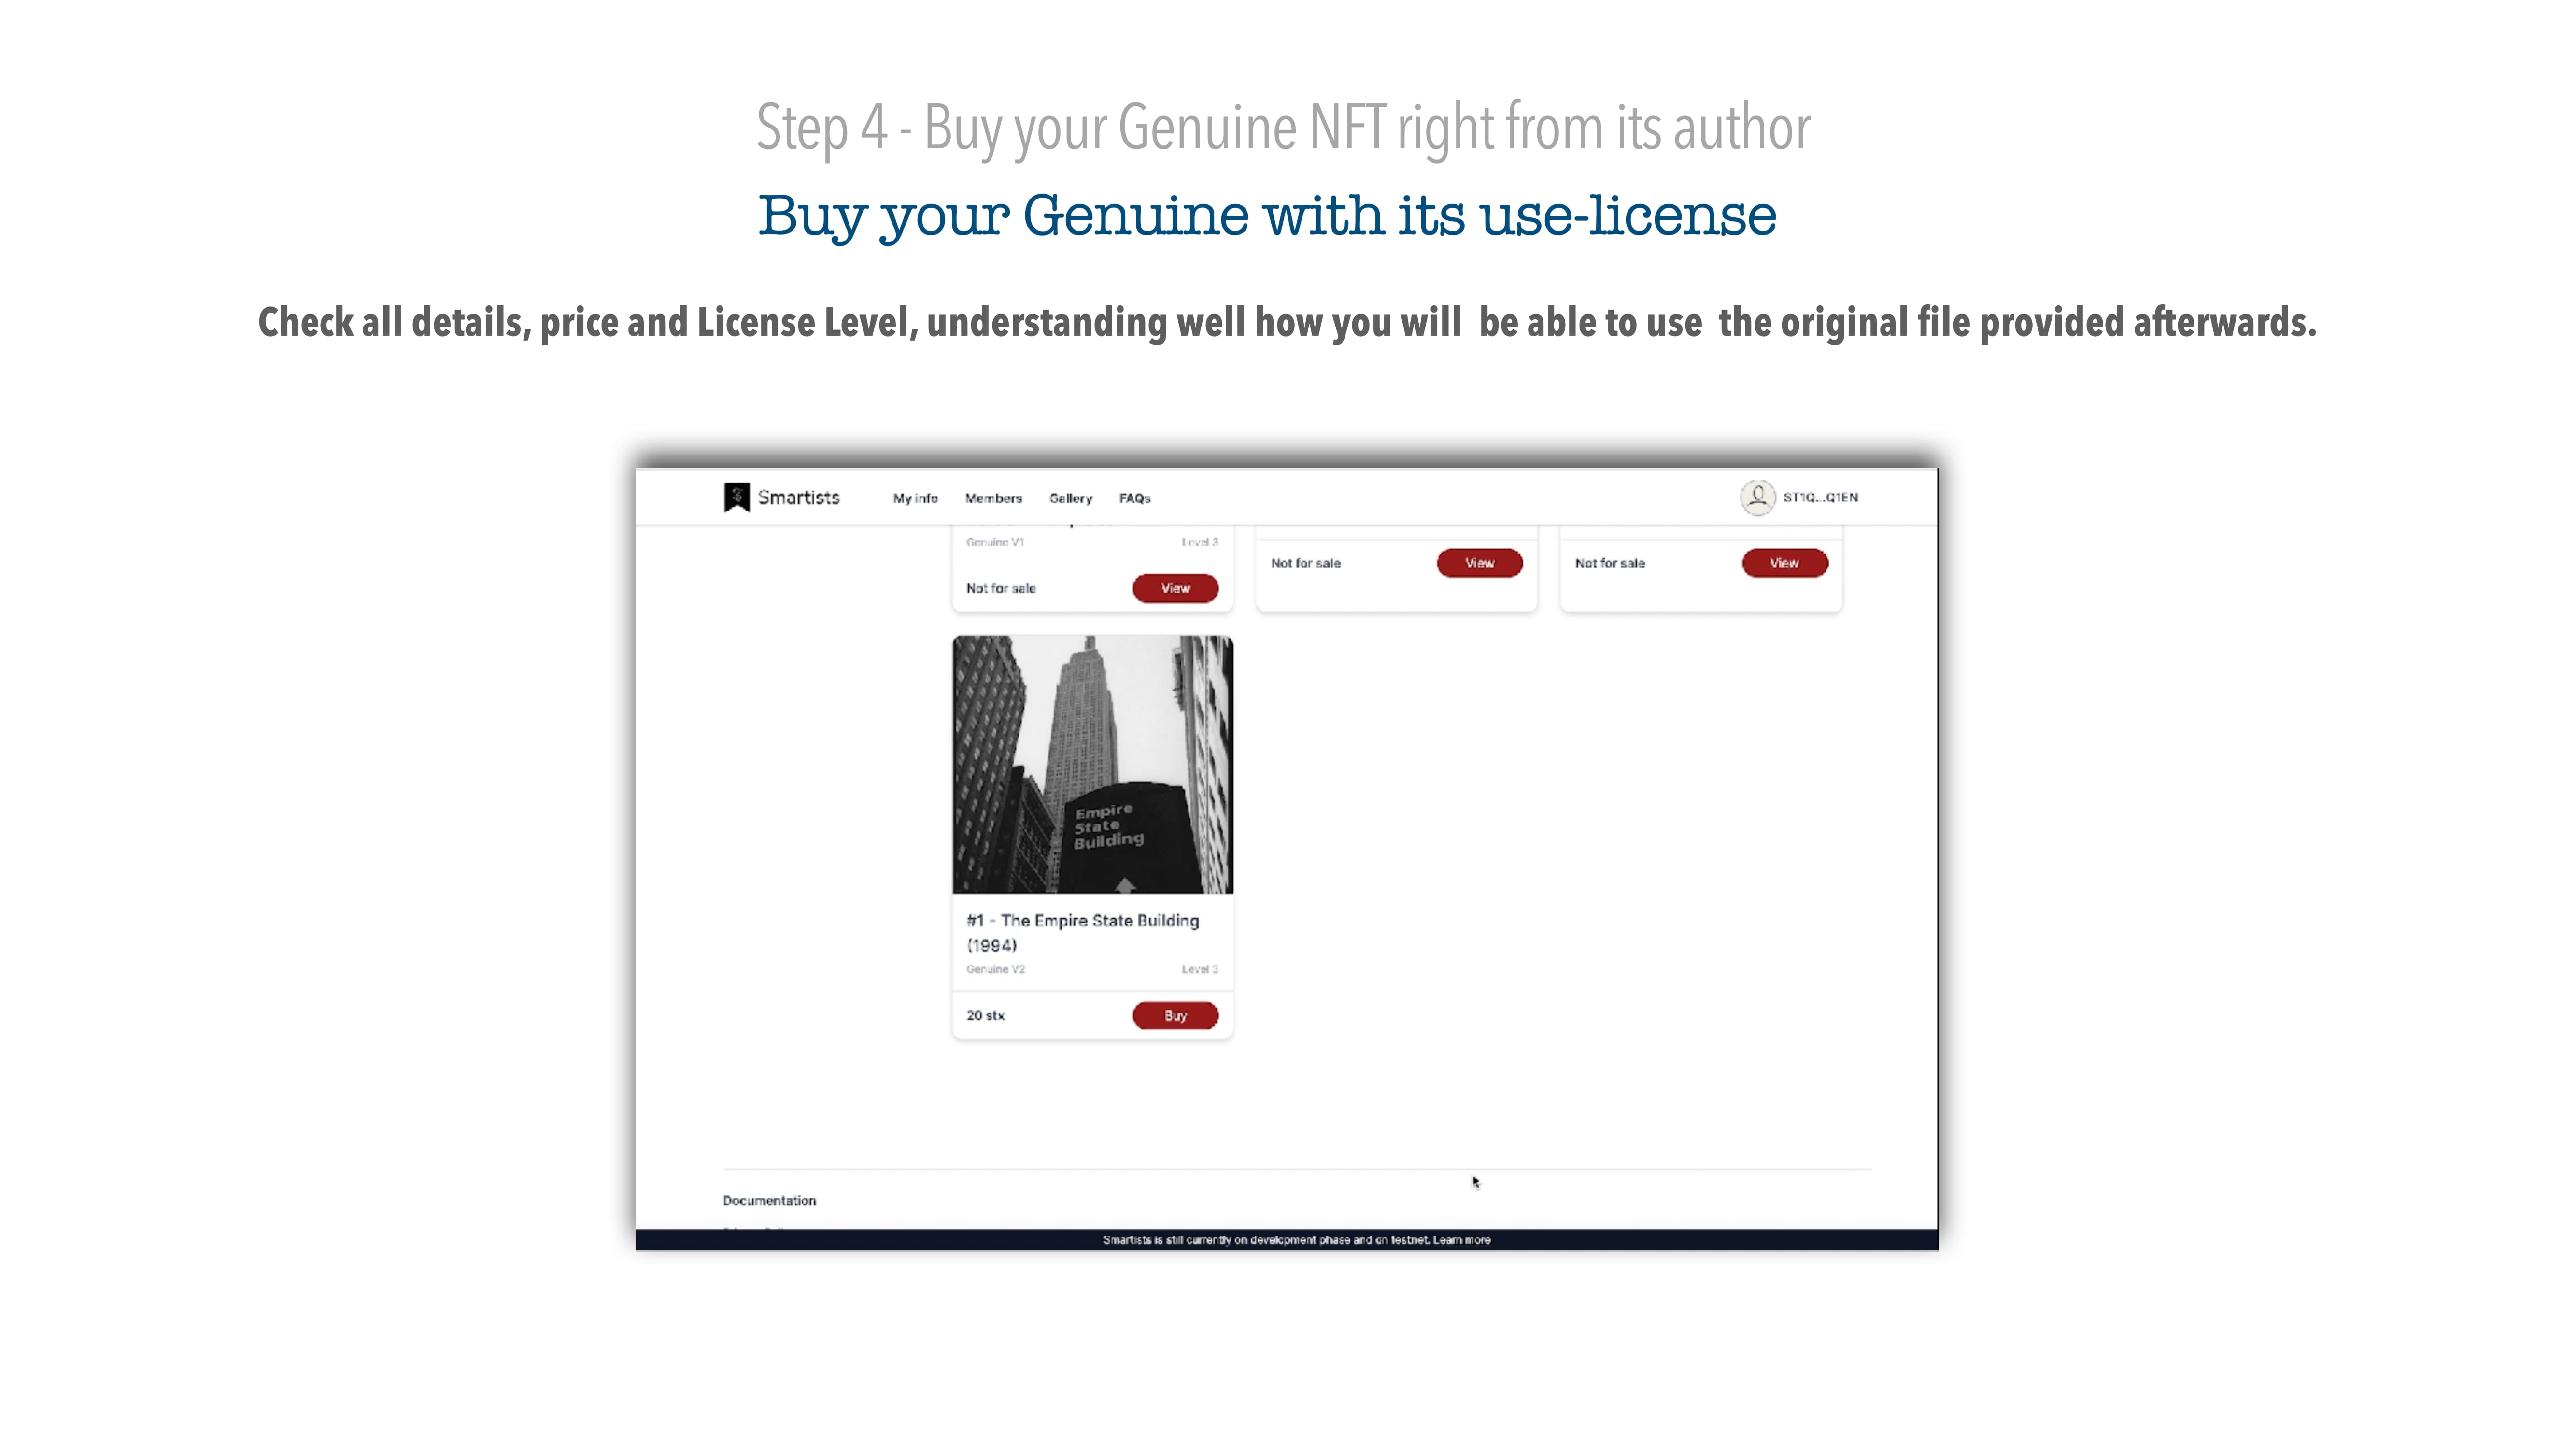 Step 4 - Buy your Genuine NFT right from its author
Buy your Genuine with its use-license
Check all details, price and License Level, understanding well how you will be able to use the original file provided afterwards.
Smartists My info Members Gallery FAQs ST1Q...Q1EN
Genuine V1 Level 3
Not for sale View
Not for sale View
Not for sale View
Empire
State
Building
#1 - The Empire State Building
(1994)
Genuine V2 Level 3
20 stx Buy
Documentation
Smartists is still currently on development phase and on testnet. Learn more